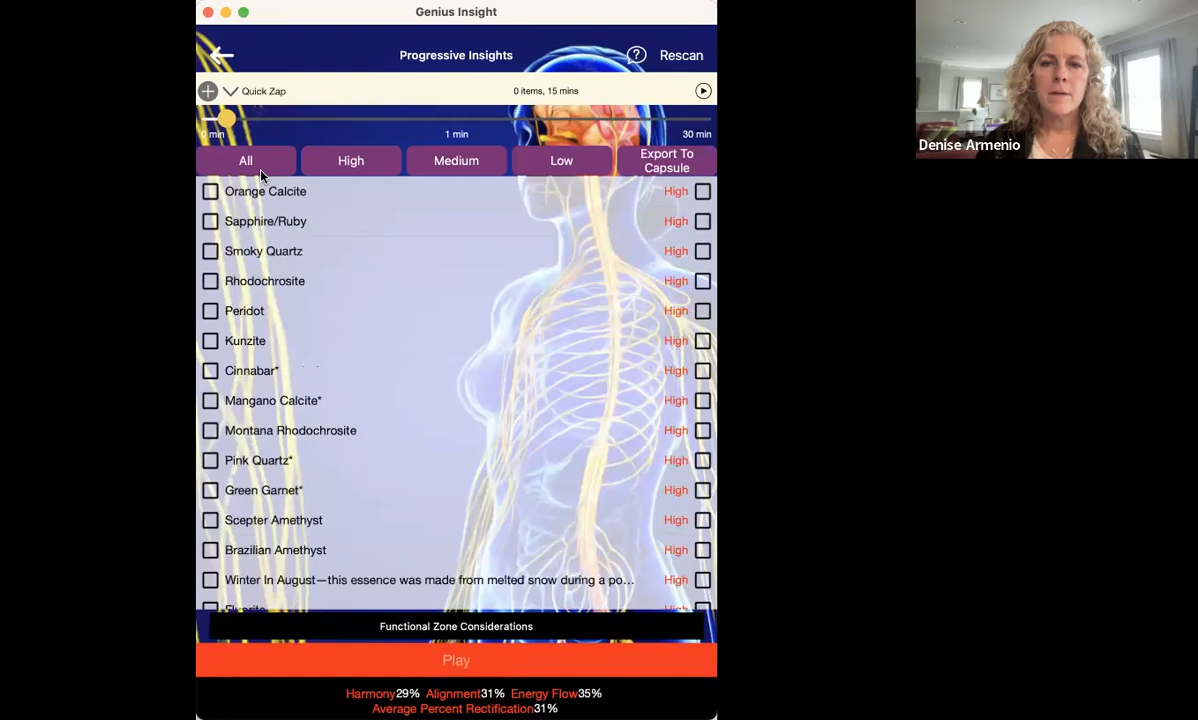 Genius Insight
Progressive Insights
Rescan
Quick Zap
0 items, 15 mins
0 min
1 min
30 min
All
High
Medium
Low
Export To
Capsule
Orange Calcite High
Sapphire/Ruby High
Smoky Quartz High
Rhodochrosite High
Peridot High
Kunzite High
Cinnabar* High
Mangano Calcite* High
Montana Rhodochrosite High
Pink Quartz* High
Green Garnet* High
Scepter Amethyst High
Brazilian Amethyst High
Winter In August—this essence was made from melted snow during a po... High
Fluorite High
Functional Zone Considerations
Play
Harmony29% Alignment31% Energy Flow35%
Average Percent Rectification31%
Denise Armenio